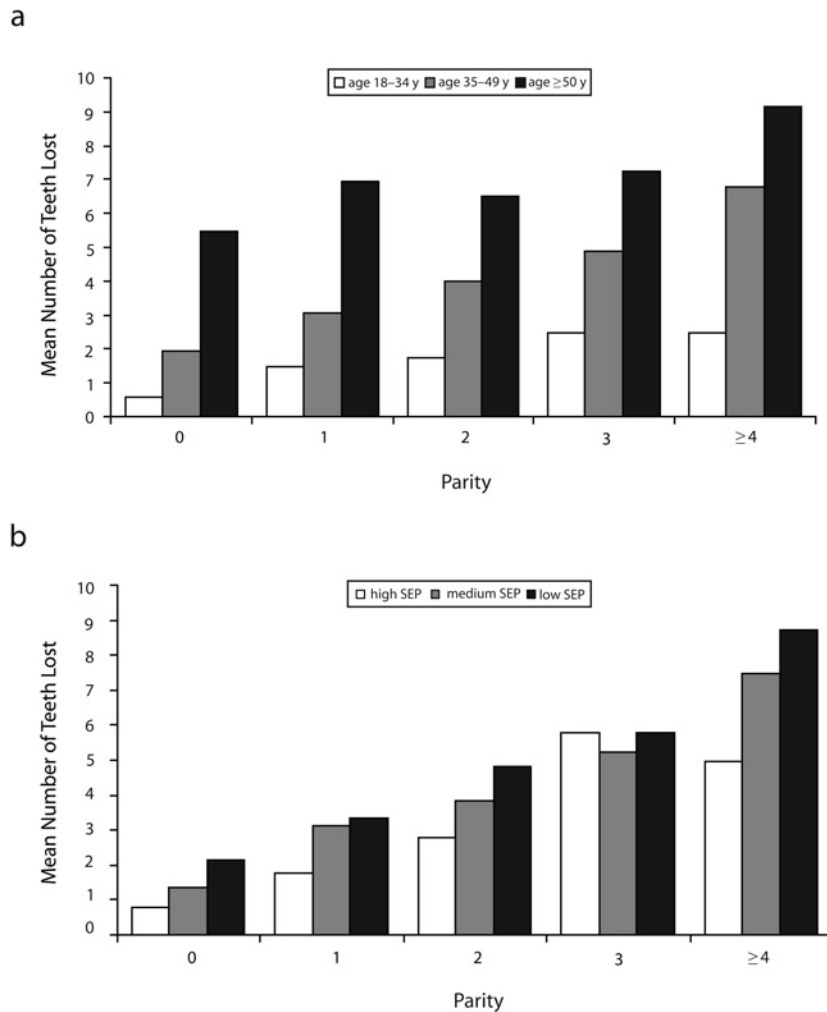 a
10
age 18–34 y age 35–49 y age ≥50 y
9
8
7
6
5
4
3
2
1
0
Mean Number of Teeth Lost
0 1 2 3 ≥4
Parity
b
10
high SEP medium SEP low SEP
9
8
7
6
5
4
3
2
1
0
Mean Number of Teeth Lost
0 1 2 3 ≥4
Parity